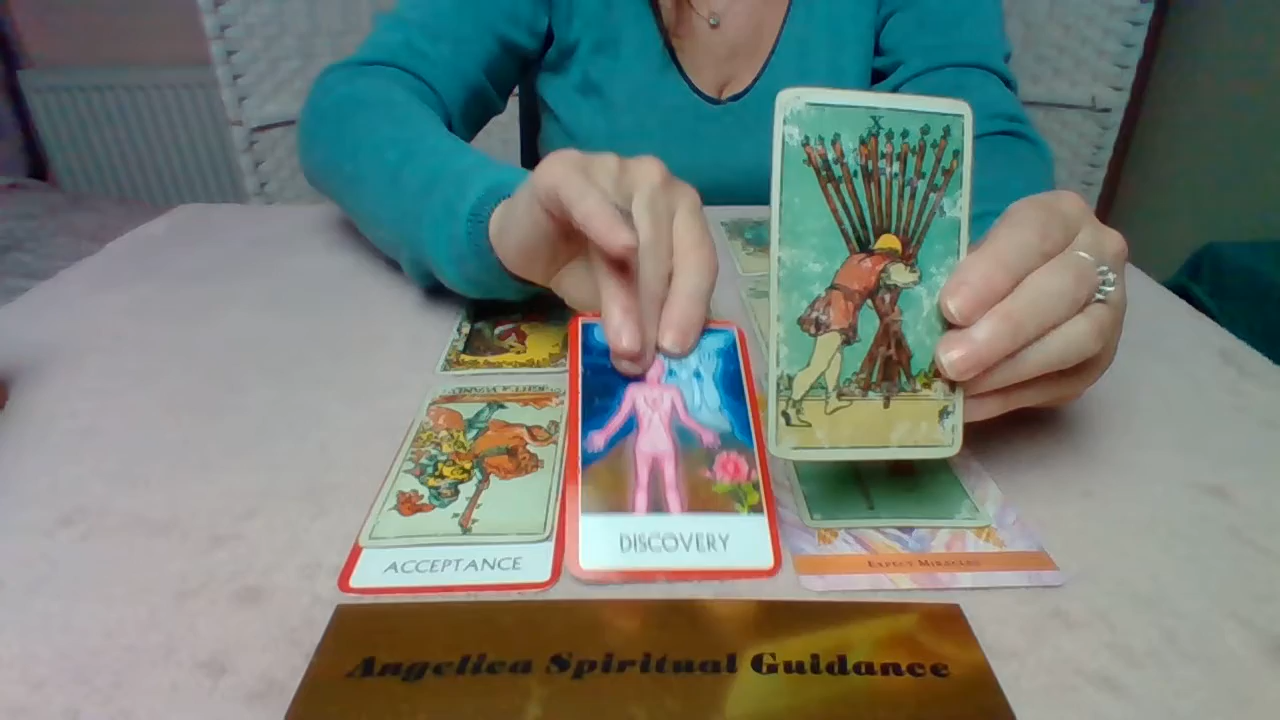 X
ACCEPTANCE
DISCOVERY
EXPECT MIRACLES
Angelica Spiritual Guidance